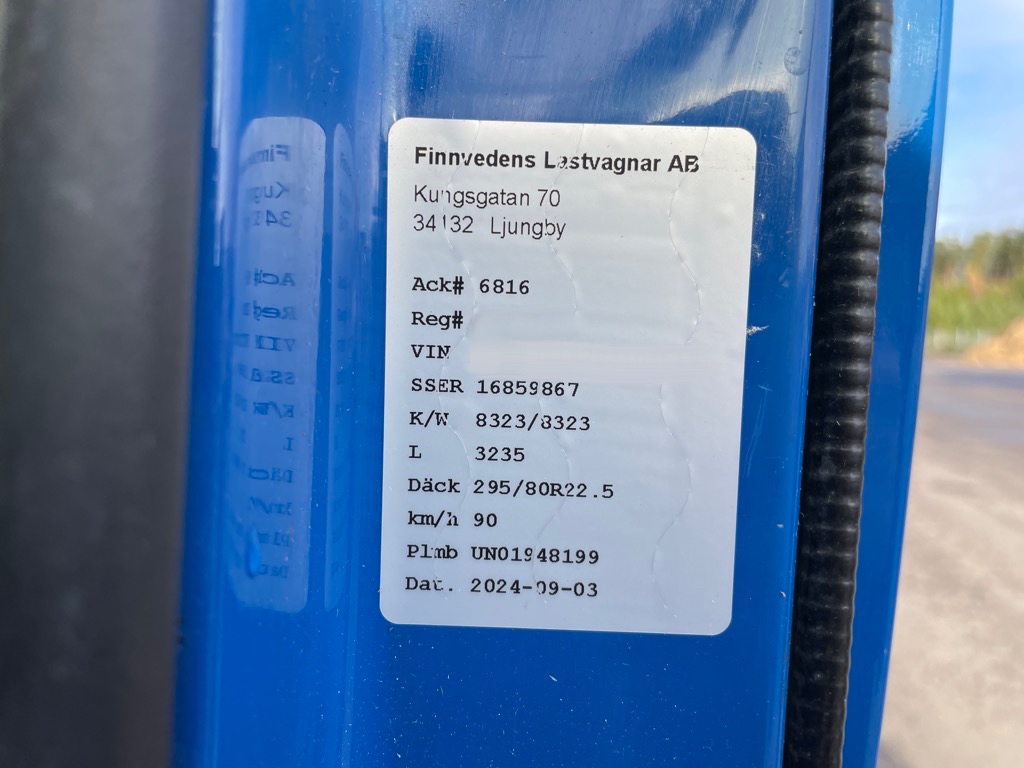 Finnvedens Lastvagnar AB
Kungsgatan 70
34132 Ljungby
Ack# 6816
Reg#
VIN
SSER 16859867
K/W 8323/8323
L 3235
Däck 295/80R22.5
km/h 90
Plmb UN01948199
Dat. 2024-09-03